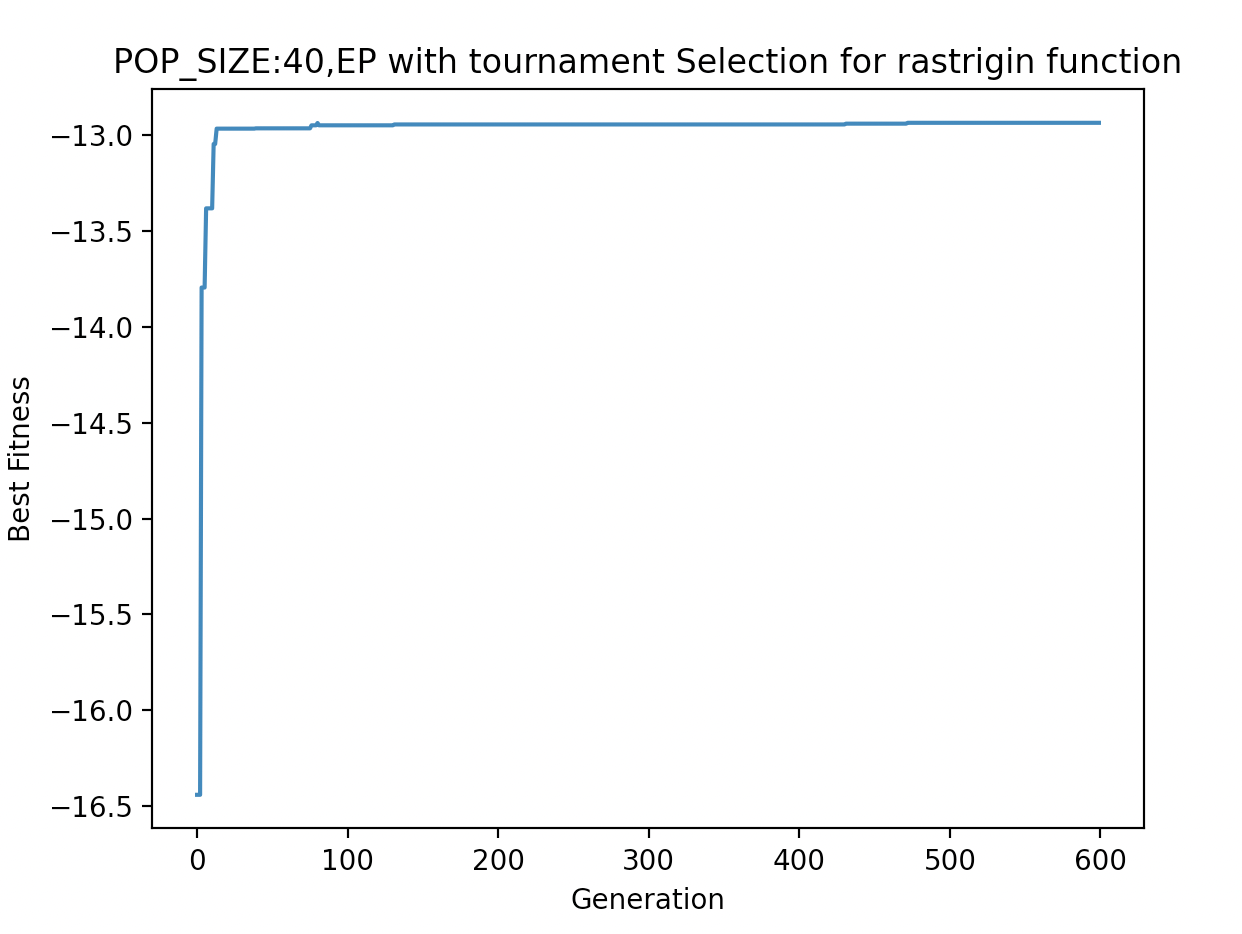 POP_SIZE:40,EP with tournament Selection for rastrigin function
Best Fitness
−13.0
−13.5
−14.0
−14.5
−15.0
−15.5
−16.0
−16.5
0 100 200 300 400 500 600
Generation